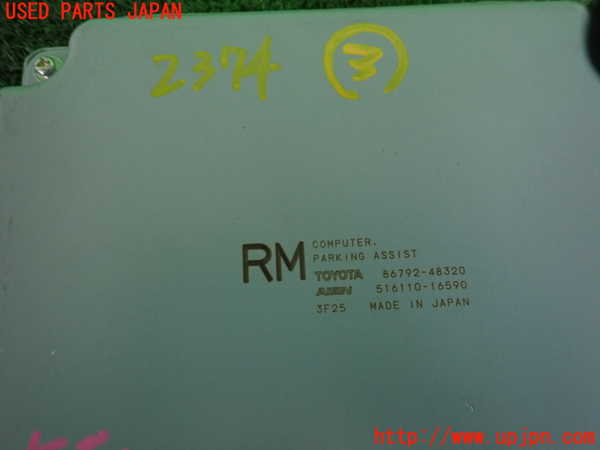 USED PARTS JAPAN
2374 ③
RM
COMPUTER,
PARKING ASSIST
TOYOTA 86792-48320
AISIN 516110-16590
3F25 MADE IN JAPAN
http://www.upjpn.com